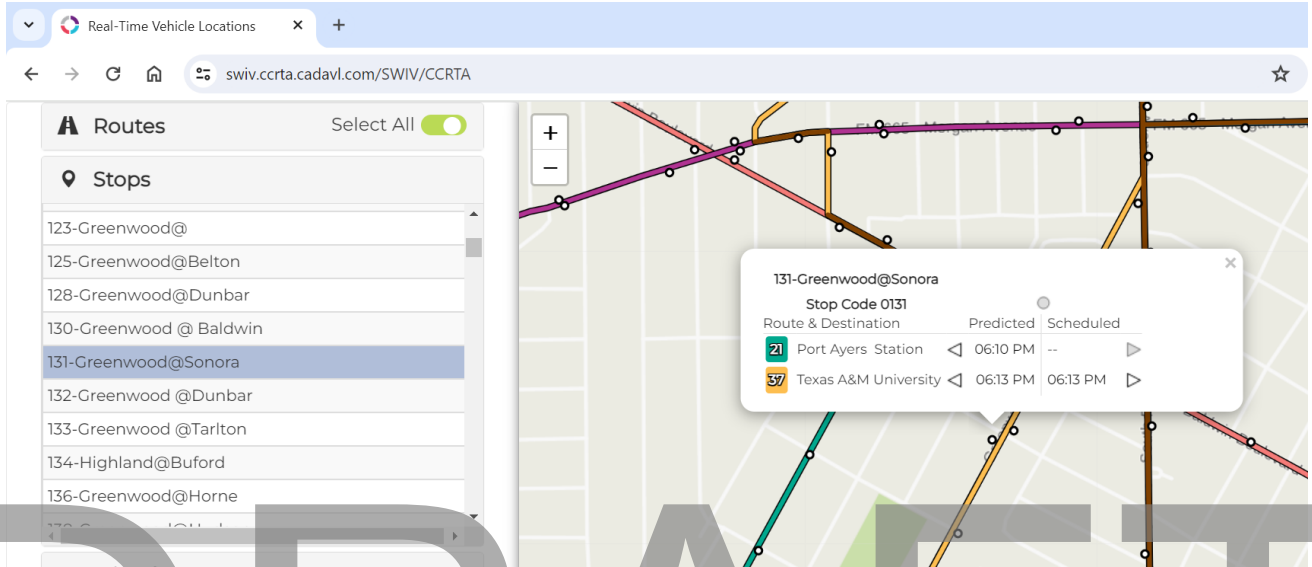 Real-Time Vehicle Locations
swiv.ccrta.cadavl.com/SWIV/CCRTA
Routes Select All
Stops
123-Greenwood@
125-Greenwood@Belton
128-Greenwood@Dunbar
130-Greenwood @ Baldwin
131-Greenwood@Sonora
132-Greenwood @Dunbar
133-Greenwood @Tarlton
134-Highland@Buford
136-Greenwood@Horne
+
−
Morgan Avenue
131-Greenwood@Sonora
Stop Code 0131
Route & Destination Predicted Scheduled
21 Port Ayers Station 06:10 PM --
37 Texas A&M University 06:13 PM 06:13 PM
DRAFT